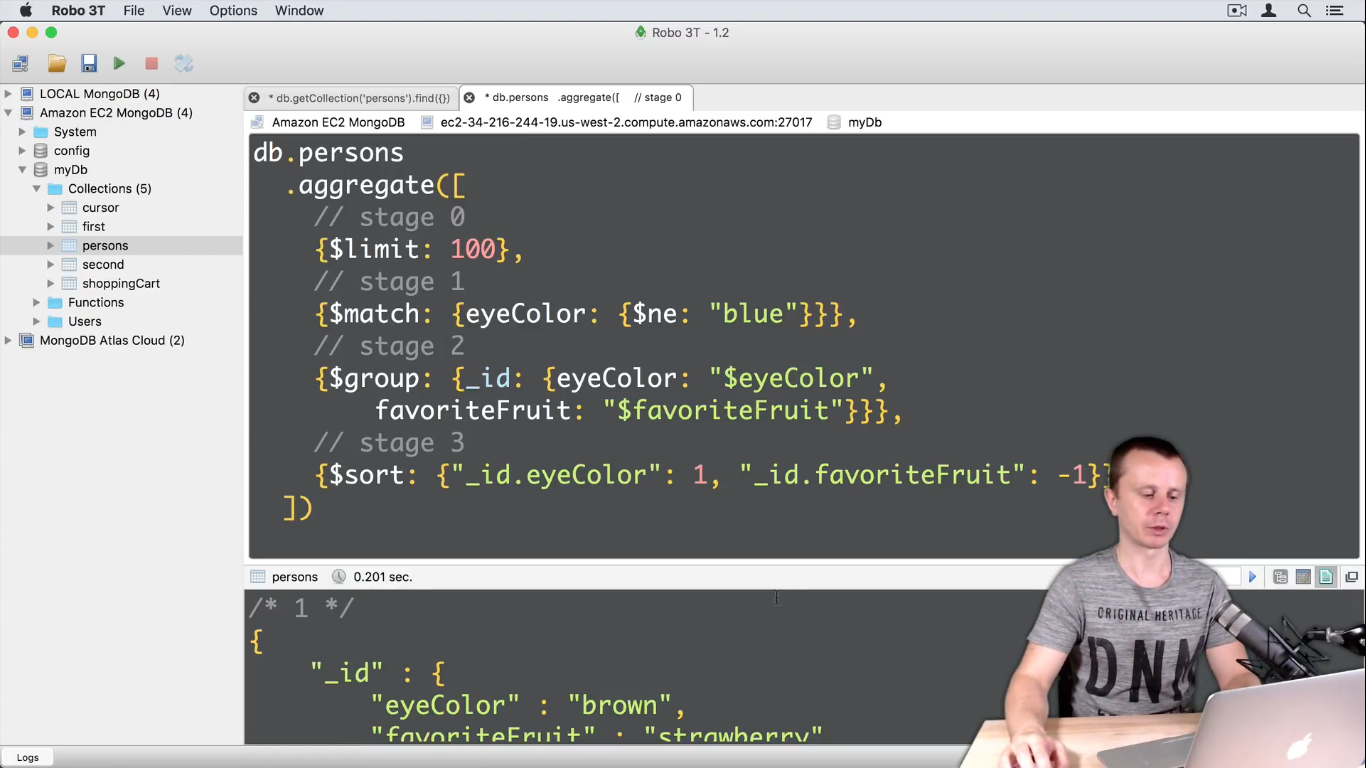 Robo 3T File View Options Window
Robo 3T - 1.2
LOCAL MongoDB (4)
Amazon EC2 MongoDB (4)
System
config
myDb
Collections (5)
cursor
first
persons
second
shoppingCart
Functions
Users
MongoDB Atlas Cloud (2)
* db.getCollection('persons').find({})
* db.persons .aggregate([ // stage 0
Amazon EC2 MongoDB ec2-34-216-244-19.us-west-2.compute.amazonaws.com:27017 myDb
db.persons
.aggregate([
// stage 0
{$limit: 100},
// stage 1
{$match: {eyeColor: {$ne: "blue"}}},
// stage 2
{$group: {_id: {eyeColor: "$eyeColor",
favoriteFruit: "$favoriteFruit"}}},
// stage 3
{$sort: {"_id.eyeColor": 1, "_id.favoriteFruit": -1}}
])
persons 0.201 sec.
/* 1 */
{
"_id" : {
"eyeColor" : "brown",
"favoriteFruit" : "strawberry"
Logs
ORIGINAL HERITAGE
DNM